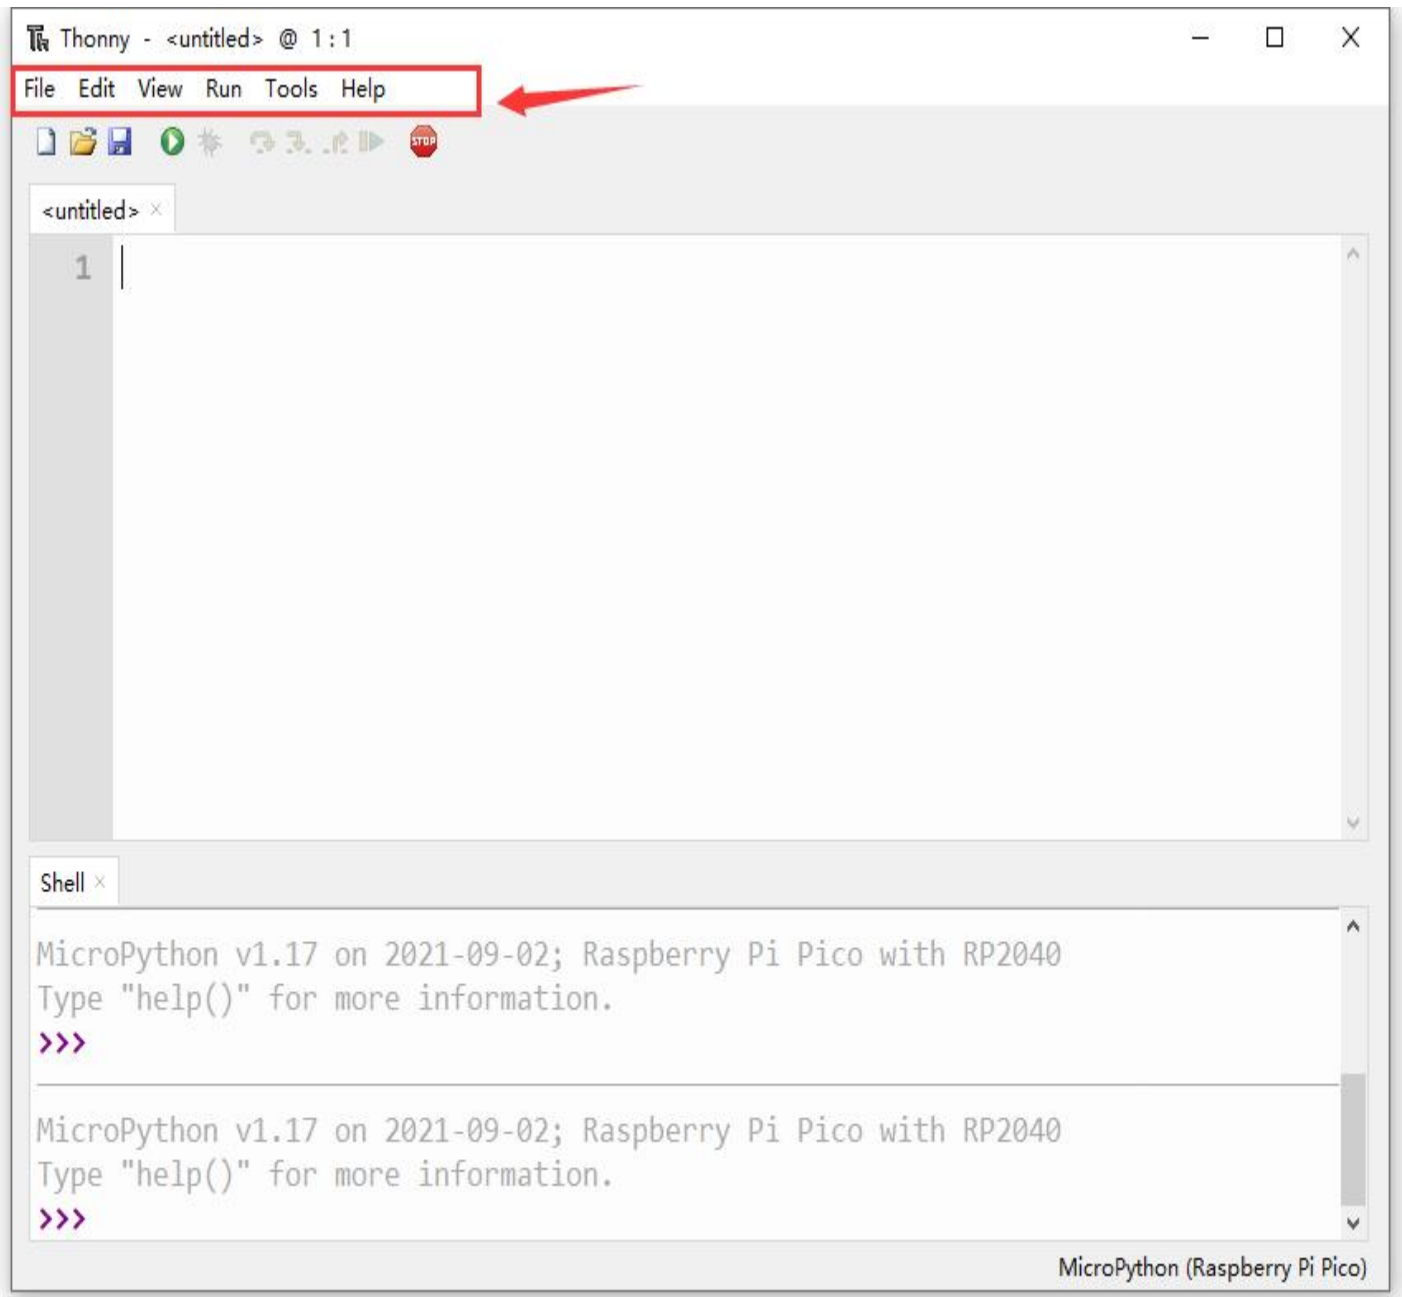 Thonny - <untitled> @ 1:1
File Edit View Run Tools Help
STOP
<untitled> ×
1
Shell ×
MicroPython v1.17 on 2021-09-02; Raspberry Pi Pico with RP2040
Type "help()" for more information.
>>>
MicroPython v1.17 on 2021-09-02; Raspberry Pi Pico with RP2040
Type "help()" for more information.
>>>
MicroPython (Raspberry Pi Pico)